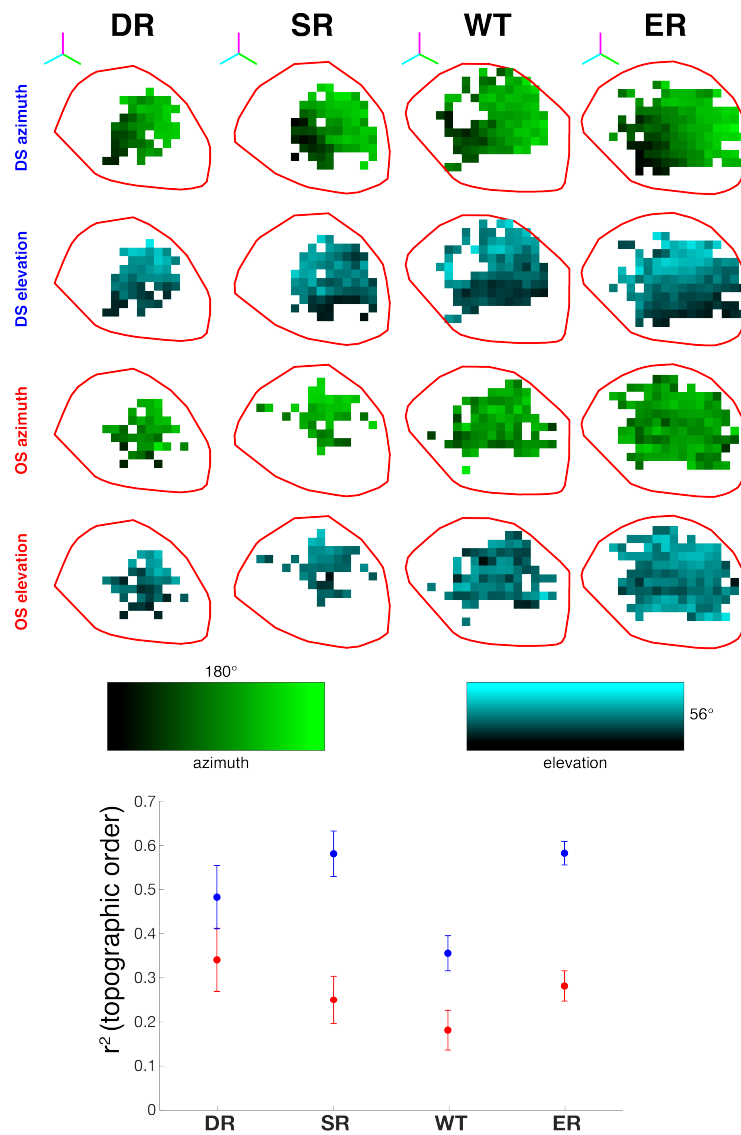 DR SR WT ER
DS azimuth
DS elevation
OS azimuth
OS elevation
180°
azimuth
56°
elevation
r² (topographic order)
0.7
0.6
0.5
0.4
0.3
0.2
0.1
0
DR SR WT ER